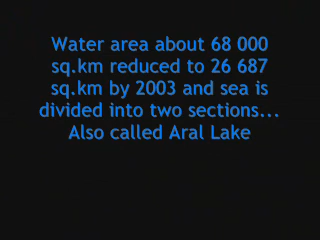 Water area about 68 000
sq.km reduced to 26 687
sq.km by 2003 and sea is
divided into two sections...
Also called Aral Lake